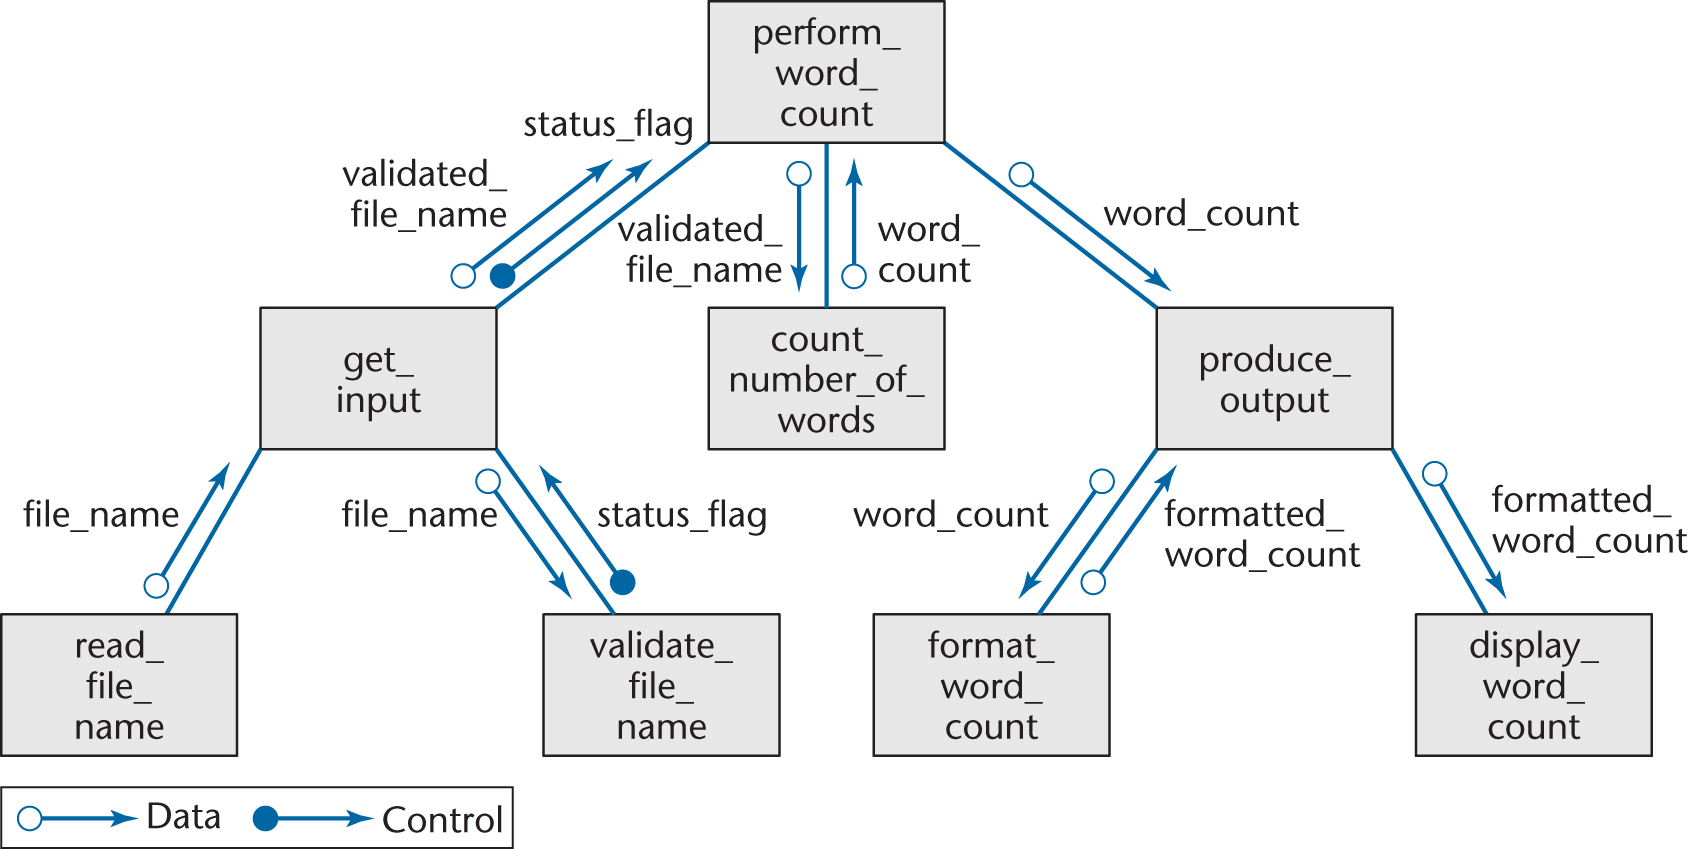 perform_
word_
count
status_flag
validated_
file_name
validated_
file_name
word_
count
word_count
get_
input
count_
number_of_
words
produce_
output
file_name
file_name
status_flag
word_count
formatted_
word_count
formatted_
word_count
read_
file_
name
validate_
file_
name
format_
word_
count
display_
word_
count
Data
Control